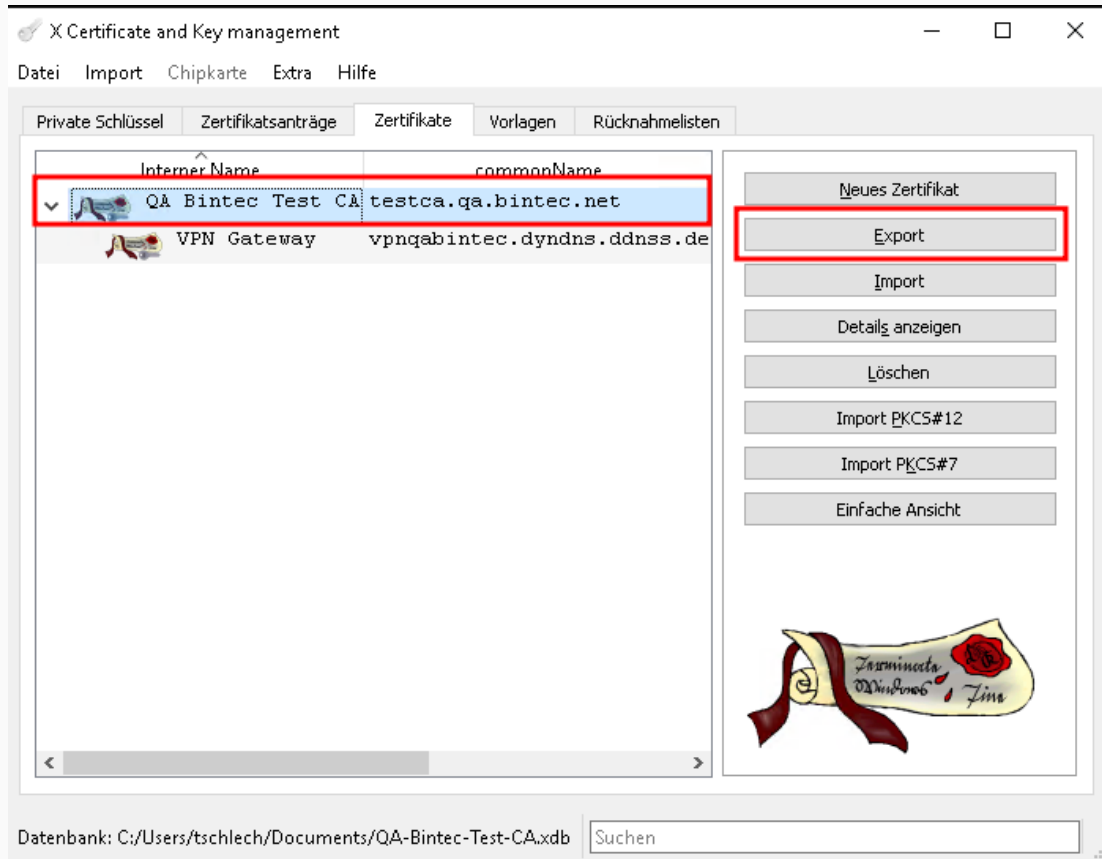 X Certificate and Key management
Datei Import Chipkarte Extra Hilfe
Private Schlüssel Zertifikatsanträge Zertifikate Vorlagen Rücknahmelisten
Interner Name commonName
QA Bintec Test CA testca.qa.bintec.net
VPN Gateway vpnqabintec.dyndns.ddnss.de
Neues Zertifikat
Export
Import
Details anzeigen
Löschen
Import PKCS#12
Import PKCS#7
Einfache Ansicht
Windows
Datenbank: C:/Users/tschlech/Documents/QA-Bintec-Test-CA.xdb Suchen